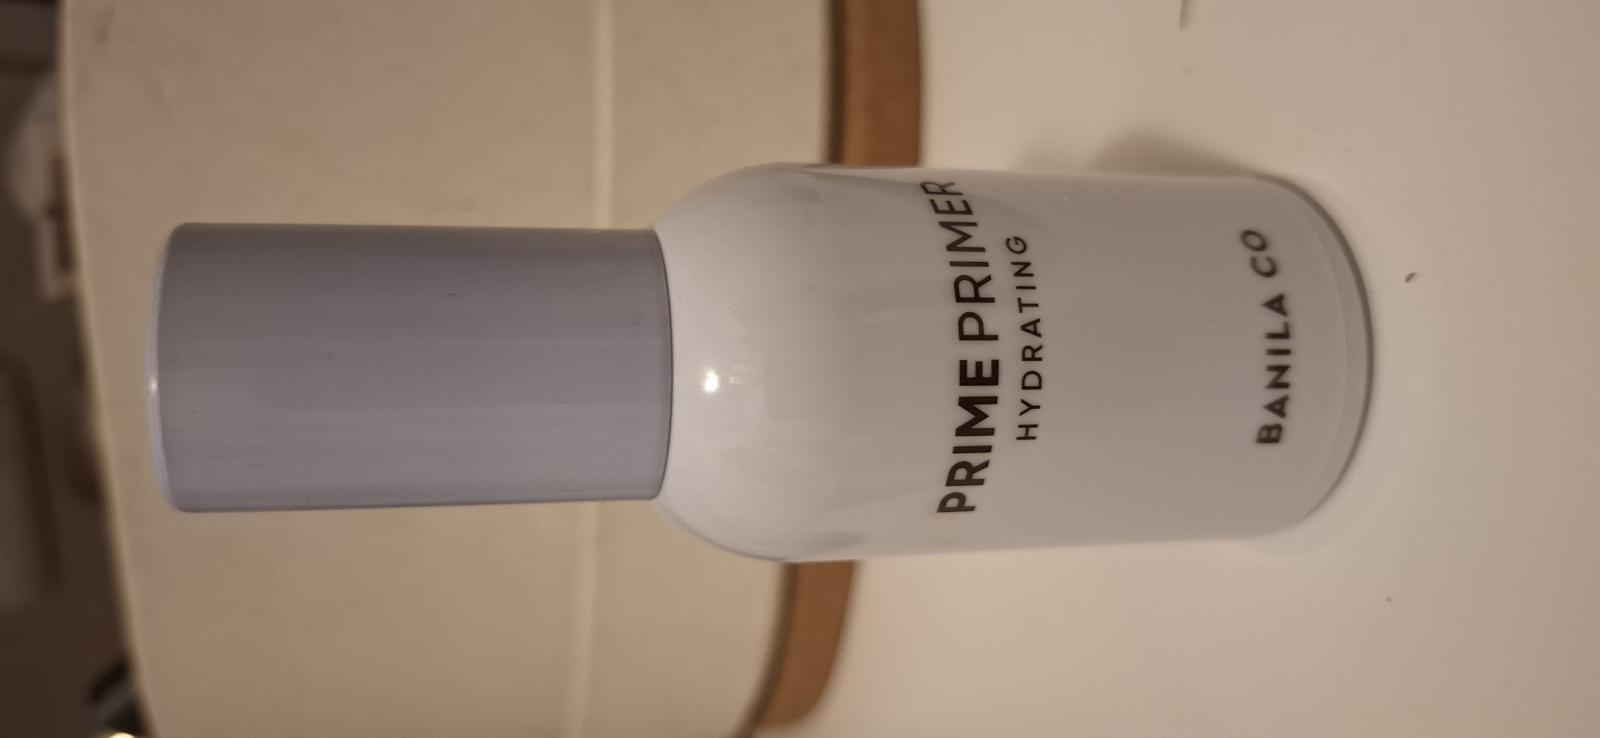 PRIME PRIMER
HYDRATING
BANILA CO